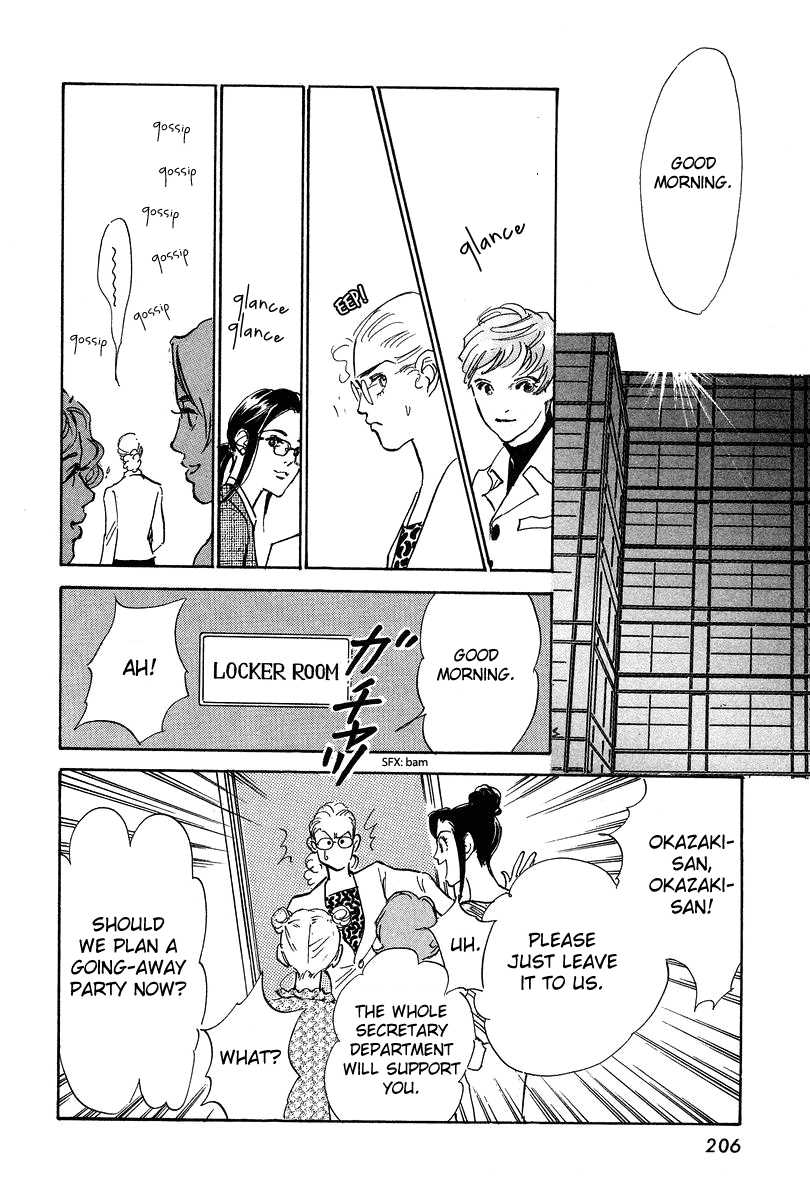 GOOD
MORNING.
glance
EEP!
glance
glance
gossip
gossip
gossip
gossip
gossip
gossip
GOOD
MORNING.
ガチャッ
LOCKER ROOM
AH!
SFX: bam
OKAZAKI-
SAN,
OKAZAKI-
SAN!
PLEASE
JUST LEAVE
IT TO US.
UH.
THE WHOLE
SECRETARY
DEPARTMENT
WILL SUPPORT
YOU.
WHAT?
SHOULD
WE PLAN A
GOING-AWAY
PARTY NOW?
206